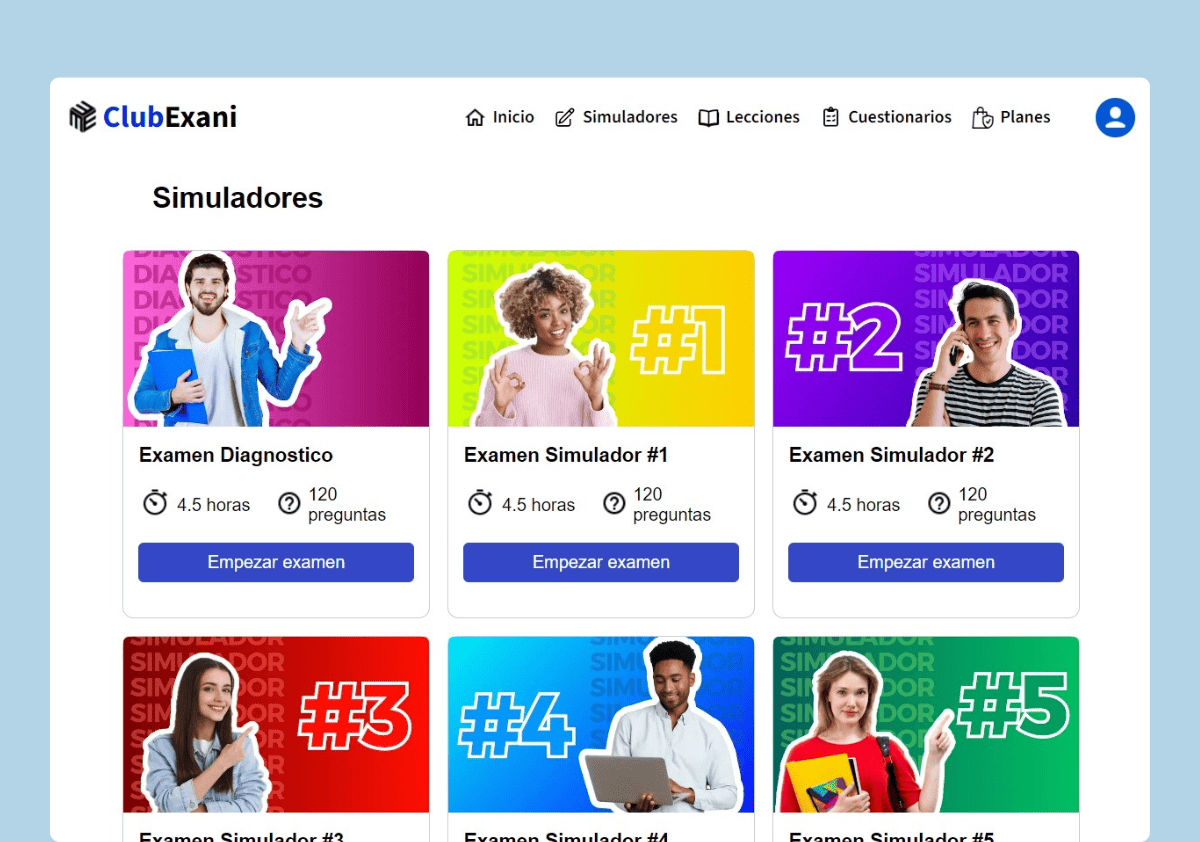 ClubExani
Inicio
Simuladores
Lecciones
Cuestionarios
Planes
Simuladores
DIAGNOSTICO
SIMULADOR
#1
SIMULADOR
#2
Examen Diagnostico
4.5 horas
120
preguntas
Empezar examen
Examen Simulador #1
4.5 horas
120
preguntas
Empezar examen
Examen Simulador #2
4.5 horas
120
preguntas
Empezar examen
SIMULADOR
#3
SIMULADOR
#4
SIMULADOR
#5
Examen Simulador #3
Examen Simulador #4
Examen Simulador #5